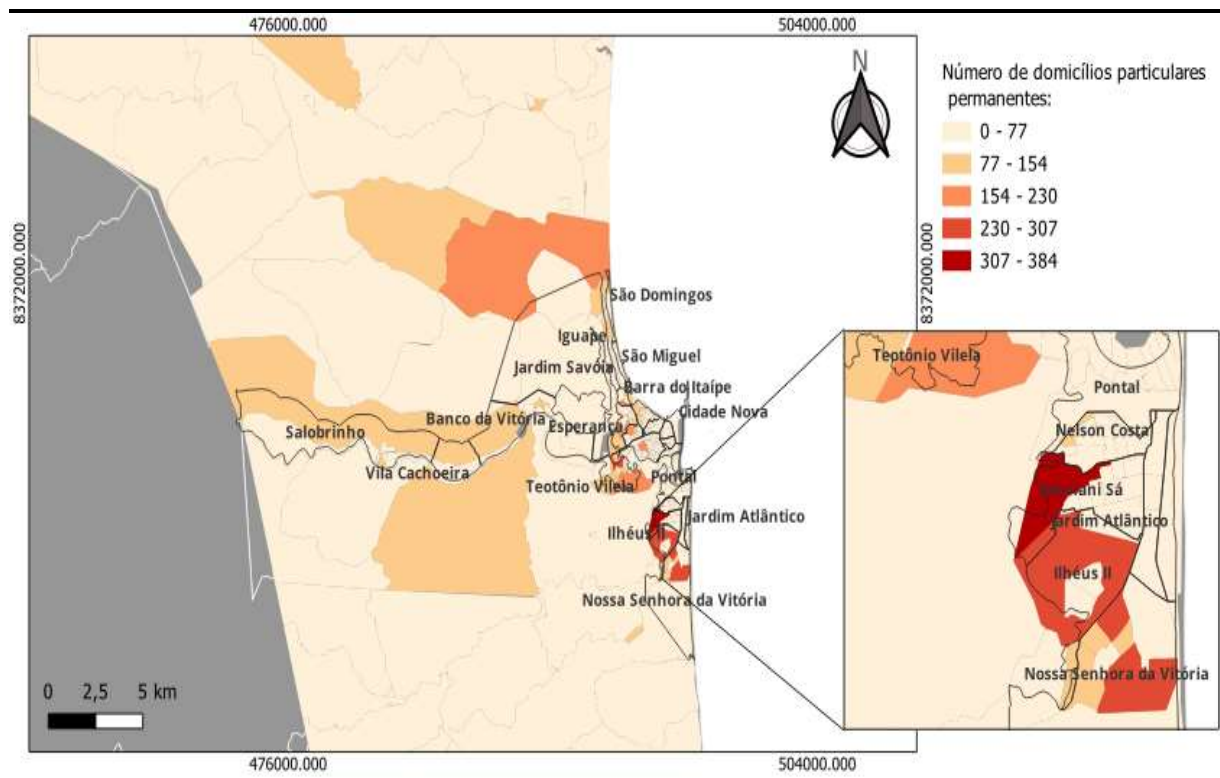 476000.000
504000.000
N
Número de domicílios particulares
permanentes:
0 - 77
77 - 154
154 - 230
230 - 307
307 - 384
8372000.000
8372000.000
São Domingos
Iguape
São Miguel
Jardim Savóia
Barra do Itaípe
Cidade Nova
Banco da Vitória
Esperança
Salobrinho
Vila Cachoeira
Pontal
Teotônio Vilela
Jardim Atlântico
Ilhéus II
Nossa Senhora da Vitória
0 2,5 5 km
Teotônio Vilela
Pontal
Nelson Costa
Sá
Jardim Atlântico
Ilhéus II
Nossa Senhora da Vitória
476000.000
504000.000